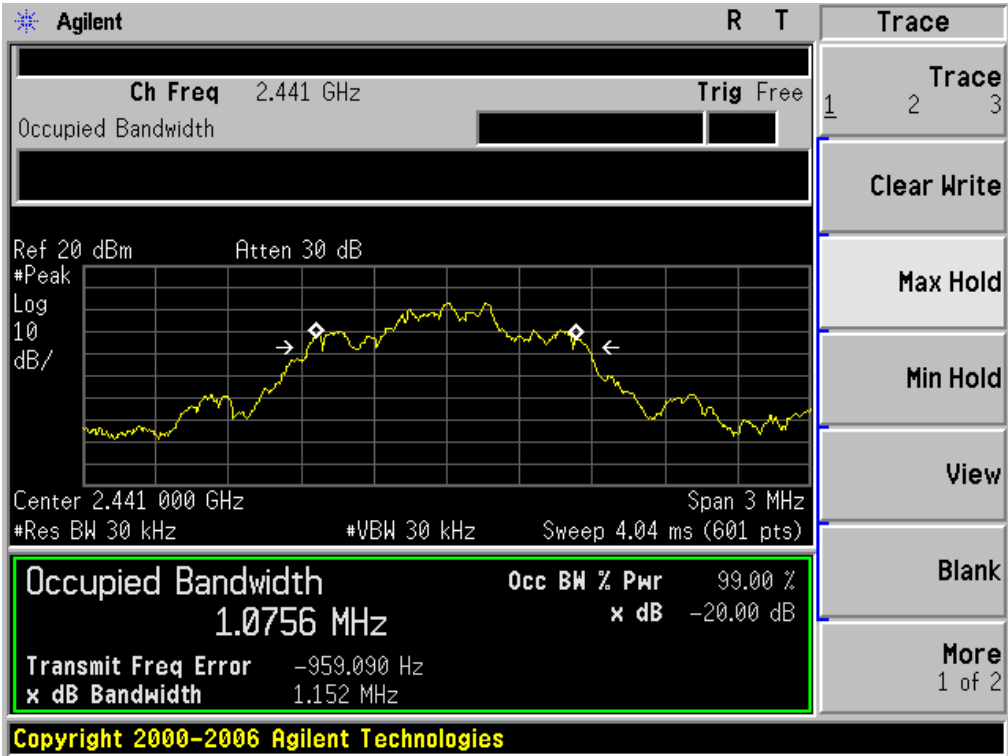 Agilent R T Trace
Ch Freq 2.441 GHz Trig Free
Occupied Bandwidth
Trace
1 2 3
Clear Write
Ref 20 dBm Atten 30 dB
#Peak
Log
10
dB/
Max Hold
Min Hold
View
Center 2.441 000 GHz Span 3 MHz
#Res BW 30 kHz #VBW 30 kHz Sweep 4.04 ms (601 pts)
Occupied Bandwidth Occ BW % Pwr 99.00 %
1.0756 MHz x dB -20.00 dB
Transmit Freq Error -959.090 Hz
x dB Bandwidth 1.152 MHz
Blank
More
1 of 2
Copyright 2000-2006 Agilent Technologies